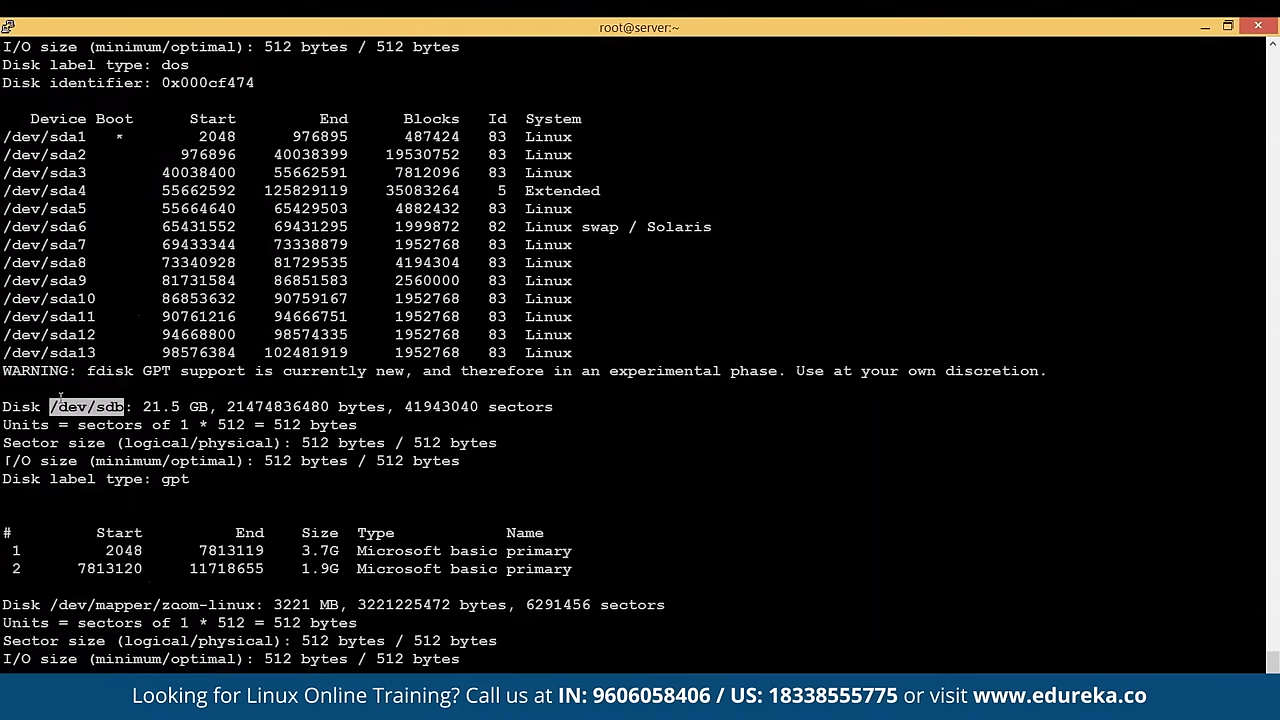 root@server:~
I/O size (minimum/optimal): 512 bytes / 512 bytes
Disk label type: dos
Disk identifier: 0x000cf474
Device Boot Start End Blocks Id System
/dev/sda1 * 2048 976895 487424 83 Linux
/dev/sda2 976896 40038399 19530752 83 Linux
/dev/sda3 40038400 55662591 7812096 83 Linux
/dev/sda4 55662592 125829119 35083264 5 Extended
/dev/sda5 55664640 65429503 4882432 83 Linux
/dev/sda6 65431552 69431295 1999872 82 Linux swap / Solaris
/dev/sda7 69433344 73338879 1952768 83 Linux
/dev/sda8 73340928 81729535 4194304 83 Linux
/dev/sda9 81731584 86851583 2560000 83 Linux
/dev/sda10 86853632 90759167 1952768 83 Linux
/dev/sda11 90761216 94666751 1952768 83 Linux
/dev/sda12 94668800 98574335 1952768 83 Linux
/dev/sda13 98576384 102481919 1952768 83 Linux
WARNING: fdisk GPT support is currently new, and therefore in an experimental phase. Use at your own discretion.
Disk /dev/sdb: 21.5 GB, 21474836480 bytes, 41943040 sectors
Units = sectors of 1 * 512 = 512 bytes
Sector size (logical/physical): 512 bytes / 512 bytes
I/O size (minimum/optimal): 512 bytes / 512 bytes
Disk label type: gpt
# Start End Size Type Name
1 2048 7813119 3.7G Microsoft basic primary
2 7813120 11718655 1.9G Microsoft basic primary
Disk /dev/mapper/zoom-linux: 3221 MB, 3221225472 bytes, 6291456 sectors
Units = sectors of 1 * 512 = 512 bytes
Sector size (logical/physical): 512 bytes / 512 bytes
I/O size (minimum/optimal): 512 bytes / 512 bytes
Looking for Linux Online Training? Call us at IN: 9606058406 / US: 18338555775 or visit www.edureka.co